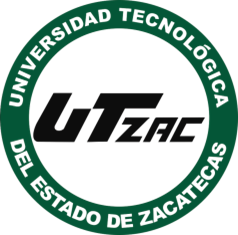 UNIVERSIDAD TECNOLÓGICA
UTZAC
DEL ESTADO DE ZACATECAS